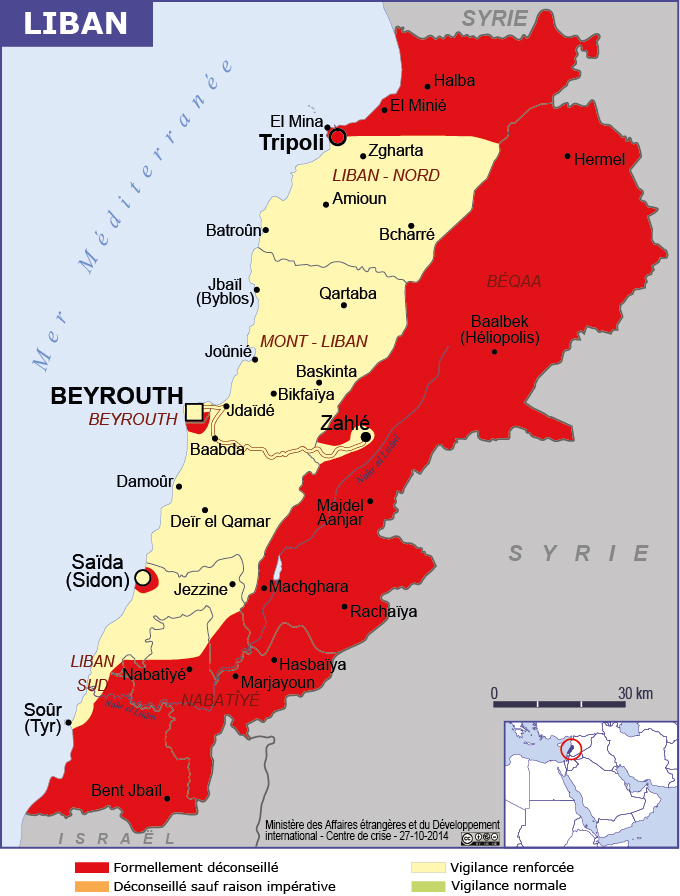 LIBAN
SYRIE
Mer Méditerranée
Halba
El Minié
El Mina
Tripoli
Zgharta
Hermel
LIBAN - NORD
Amioun
Batroûn
Bcharré
Jbaïl
(Byblos)
Qartaba
BÉQAA
Baalbek
(Héliopolis)
MONT - LIBAN
Joûnié
Baskinta
Bikfaïya
BEYROUTH
Jdaïdé
BEYROUTH
Zahlé
Baabda
Nahr el Litani
Damoûr
Majdel
Aanjar
Deïr el Qamar
SYRIE
Saïda
(Sidon)
Jezzine
Machghara
Rachaïya
LIBAN
SUD
Hasbaïya
Nabatîyé
Marjayoun
NABATÎYÉ
Nahr el Litani
Soûr
(Tyr)
0 30 km
Bent Jbaïl
ISRAËL
Ministère des Affaires étrangères et du Développement
international - Centre de crise - 27-10-2014
Formellement déconseillé
Vigilance renforcée
Déconseillé sauf raison impérative
Vigilance normale